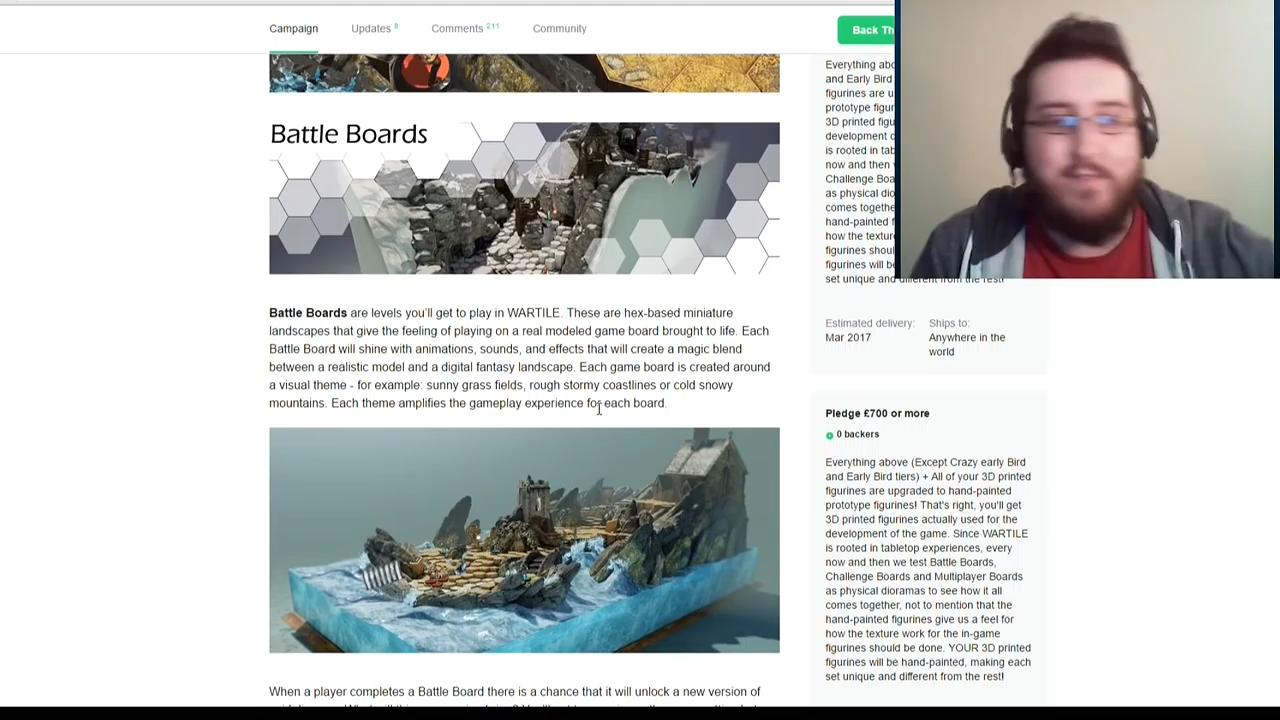 Campaign
Updates 8
Comments 211
Community
Back Th
Battle Boards
Battle Boards are levels you'll get to play in WARTILE. These are hex-based miniature
landscapes that give the feeling of playing on a real modeled game board brought to life. Each
Battle Board will shine with animations, sounds, and effects that will create a magic blend
between a realistic model and a digital fantasy landscape. Each game board is created around
a visual theme - for example: sunny grass fields, rough stormy coastlines or cold snowy
mountains. Each theme amplifies the gameplay experience for each board.
When a player completes a Battle Board there is a chance that it will unlock a new version of
Everything abo
and Early Bird
figurines are u
prototype figur
3D printed figu
development o
is rooted in tab
now and then
Challenge Boa
as physical dio
comes togethe
hand-painted f
how the textur
figurines shoul
figurines will be
set unique and different from the rest!
Estimated delivery:
Mar 2017
Ships to:
Anywhere in the
world
Pledge £700 or more
0 backers
Everything above (Except Crazy early Bird
and Early Bird tiers) + All of your 3D printed
figurines are upgraded to hand-painted
prototype figurines! That's right, you'll get
3D printed figurines actually used for the
development of the game. Since WARTILE
is rooted in tabletop experiences, every
now and then we test Battle Boards,
Challenge Boards and Multiplayer Boards
as physical dioramas to see how it all
comes together, not to mention that the
hand-painted figurines give us a feel for
how the texture work for the in-game
figurines should be done. YOUR 3D printed
figurines will be hand-painted, making each
set unique and different from the rest!